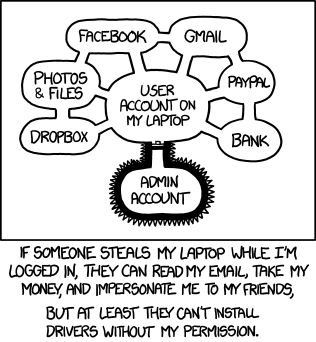 FACEBOOK
GMAIL
PHOTOS
& FILES
USER
ACCOUNT ON
MY LAPTOP
PAYPAL
DROPBOX
BANK
ADMIN
ACCOUNT
IF SOMEONE STEALS MY LAPTOP WHILE I'M
LOGGED IN, THEY CAN READ MY EMAIL, TAKE MY
MONEY, AND IMPERSONATE ME TO MY FRIENDS,
BUT AT LEAST THEY CAN'T INSTALL
DRIVERS WITHOUT MY PERMISSION.